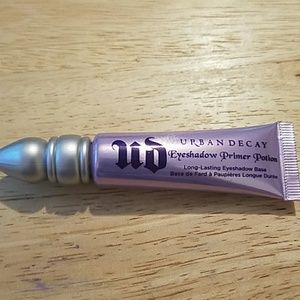 UD
URBAN DECAY
Eyeshadow Primer Potion
Long-Lasting Eyeshadow Base
Base de Fard à Paupières Longue Durée